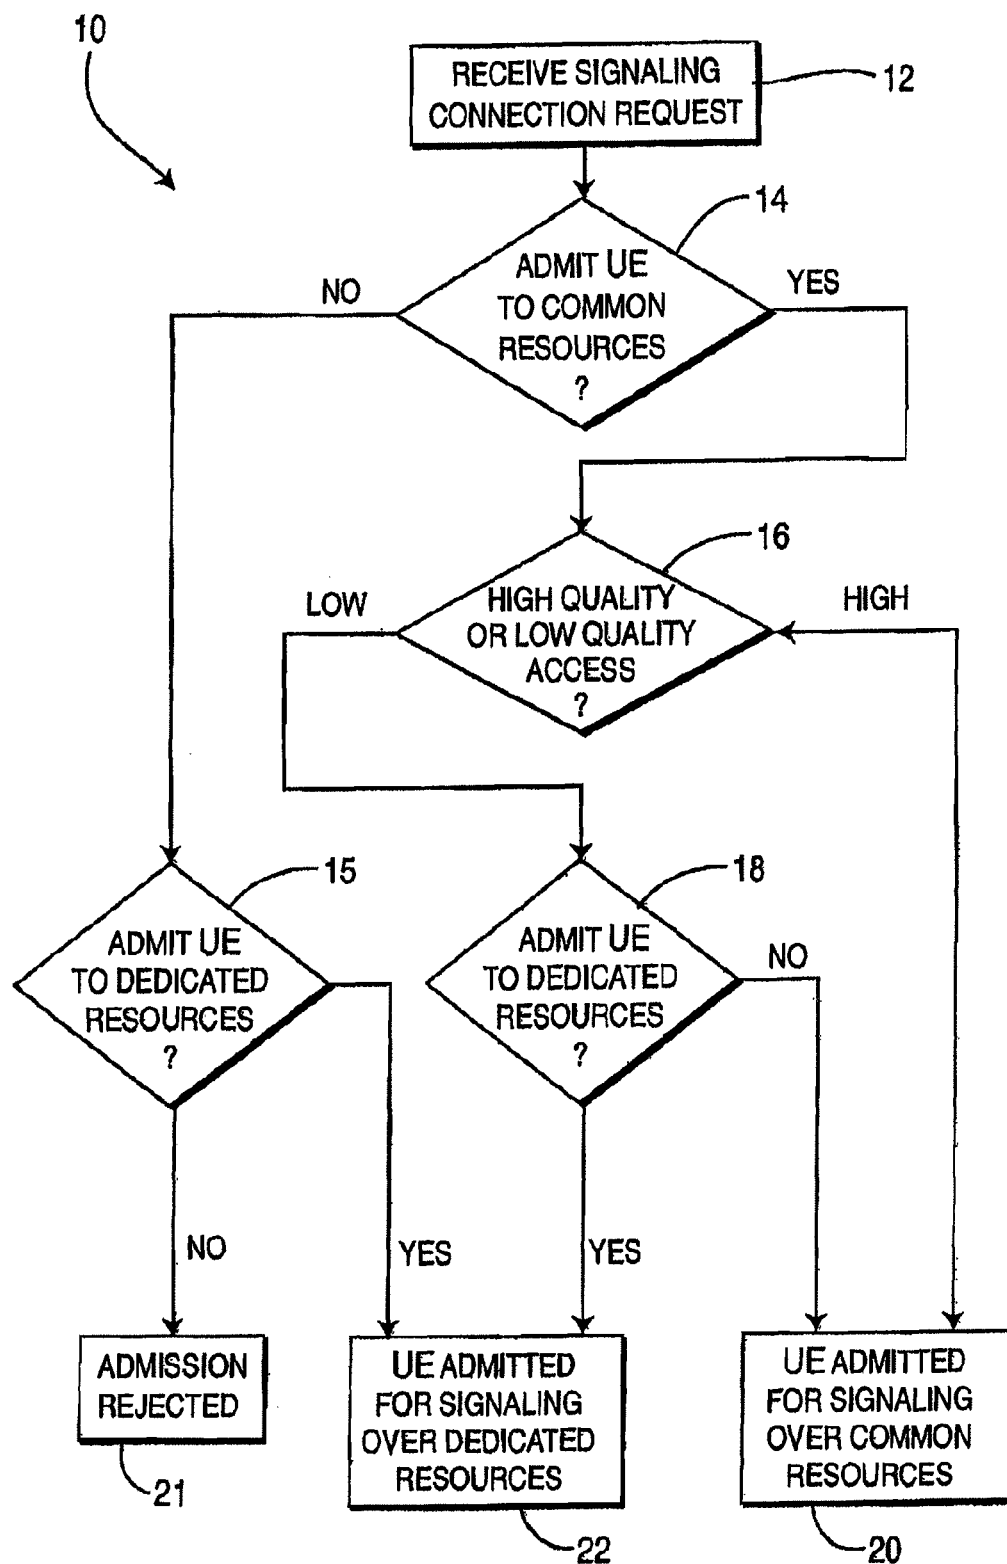 10
RECEIVE SIGNALING
CONNECTION REQUEST
12
14
ADMIT UE
TO COMMON
RESOURCES
?
NO
YES
16
HIGH QUALITY
OR LOW QUALITY
ACCESS
?
LOW
HIGH
15
ADMIT UE
TO DEDICATED
RESOURCES
?
18
ADMIT UE
TO DEDICATED
RESOURCES
?
NO
NO
YES
YES
ADMISSION
REJECTED
21
UE ADMITTED
FOR SIGNALING
OVER DEDICATED
RESOURCES
22
UE ADMITTED
FOR SIGNALING
OVER COMMON
RESOURCES
20